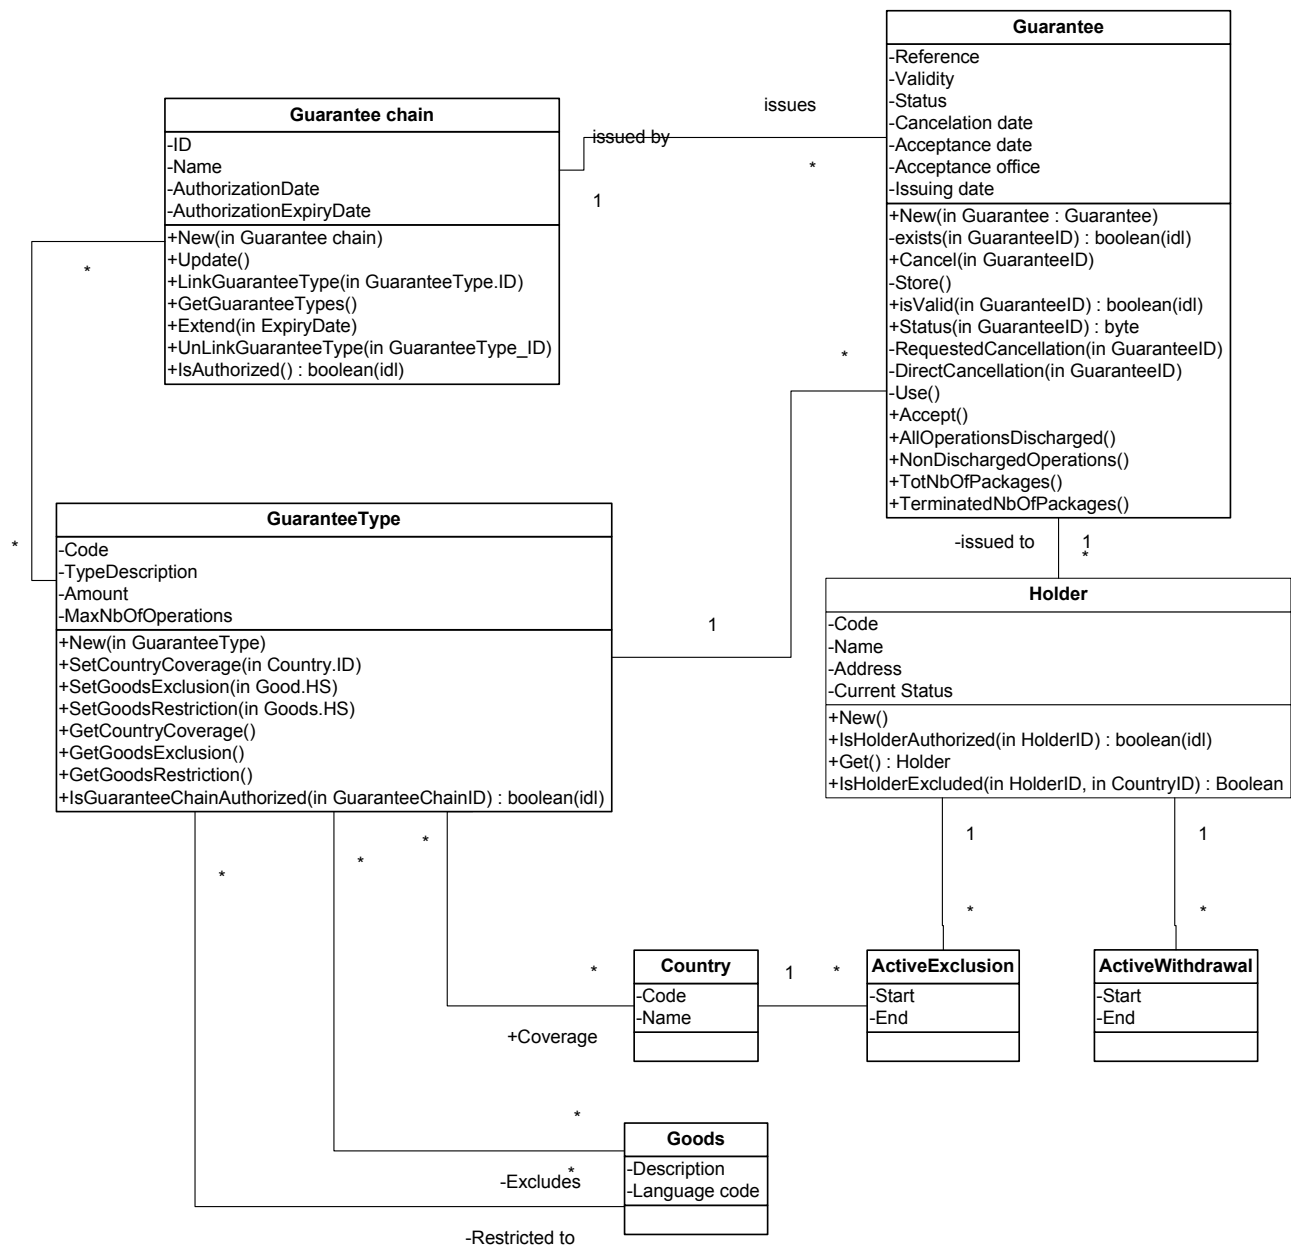 Guarantee
-Reference
-Validity
-Status
-Cancelation date
-Acceptance date
-Acceptance office
-Issuing date
+New(in Guarantee : Guarantee)
-exists(in GuaranteeID) : boolean(idl)
+Cancel(in GuaranteeID)
-Store()
+isValid(in GuaranteeID) : boolean(idl)
+Status(in GuaranteeID) : byte
-RequestedCancellation(in GuaranteeID)
-DirectCancellation(in GuaranteeID)
-Use()
+Accept()
+AllOperationsDischarged()
+NonDischargedOperations()
+TotNbOfPackages()
+TerminatedNbOfPackages()
issues
issued by
*
1
Guarantee chain
-ID
-Name
-AuthorizationDate
-AuthorizationExpiryDate
+New(in Guarantee chain)
+Update()
+LinkGuaranteeType(in GuaranteeType.ID)
+GetGuaranteeTypes()
+Extend(in ExpiryDate)
+UnLinkGuaranteeType(in GuaranteeType_ID)
+IsAuthorized() : boolean(idl)
*
*
*
1
GuaranteeType
-Code
-TypeDescription
-Amount
-MaxNbOfOperations
+New(in GuaranteeType)
+SetCountryCoverage(in Country.ID)
+SetGoodsExclusion(in Good.HS)
+SetGoodsRestriction(in Goods.HS)
+GetCountryCoverage()
+GetGoodsExclusion()
+GetGoodsRestriction()
+IsGuaranteeChainAuthorized(in GuaranteeChainID) : boolean(idl)
-issued to
1
*
Holder
-Code
-Name
-Address
-Current Status
+New()
+IsHolderAuthorized(in HolderID) : boolean(idl)
+Get() : Holder
+IsHolderExcluded(in HolderID, in CountryID) : Boolean
*
*
*
1
1
*
*
*
Country
-Code
-Name
1
*
ActiveExclusion
-Start
-End
ActiveWithdrawal
-Start
-End
+Coverage
*
Goods
-Description
-Language code
*
-Excludes
-Restricted to